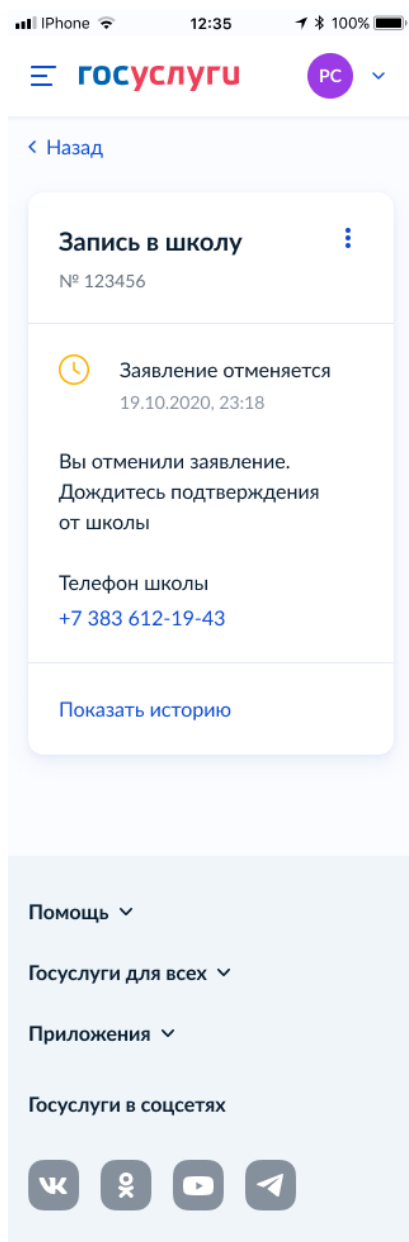 IPhone 12:35 100%
госуслуги РС
Назад
Запись в школу
№ 123456
Заявление отменяется
19.10.2020, 23:18
Вы отменили заявление.
Дождитесь подтверждения
от школы
Телефон школы
+7 383 612-19-43
Показать историю
Помощь
Госуслуги для всех
Приложения
Госуслуги в соцсетях